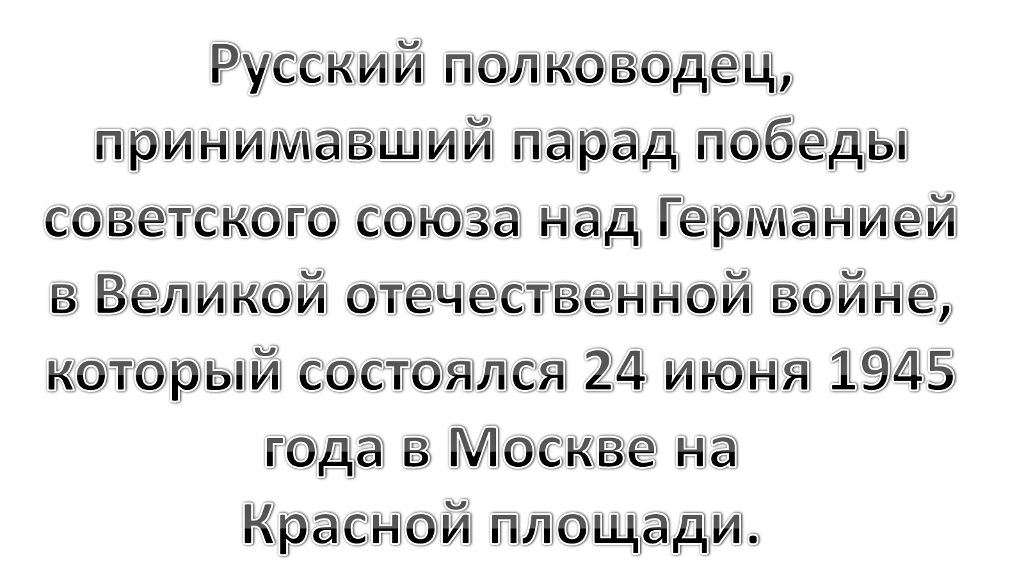 Русский полководец,
принимавший парад победы
советского союза над Германией
в Великой отечественной войне,
который состоялся 24 июня 1945
года в Москве на
Красной площади.